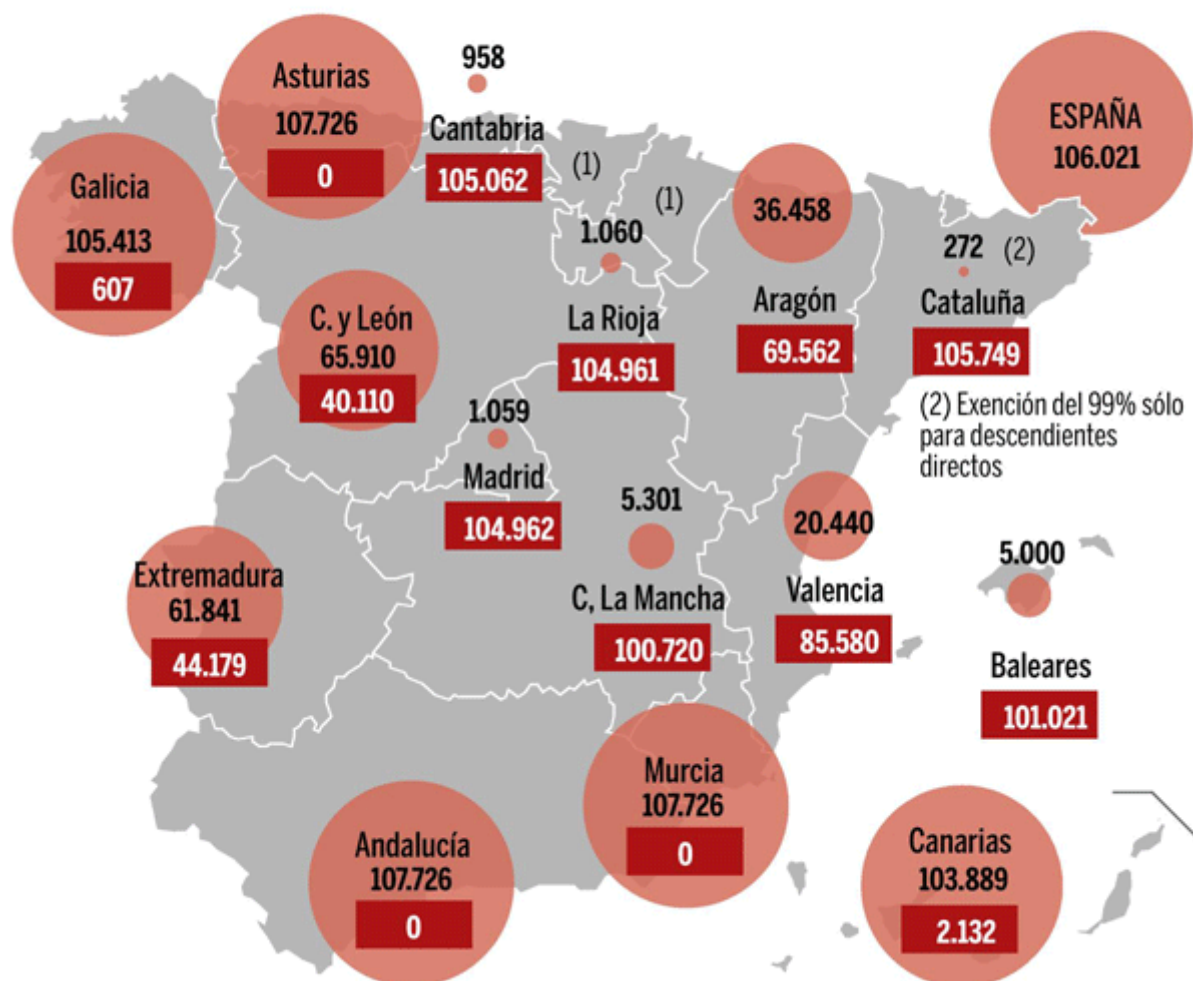 958
Asturias
107.726
0
Cantabria
105.062
ESPAÑA
106.021
Galicia
105.413
607
(1)
(1)
36.458
Aragón
69.562
1.060
La Rioja
104.961
272
(2)
Cataluña
105.749
(2) Exención del 99% sólo
para descendientes
directos
C. y León
65.910
40.110
1.059
Madrid
104.962
5.301
C, La Mancha
100.720
20.440
Valencia
85.580
5.000
Baleares
101.021
Extremadura
61.841
44.179
Murcia
107.726
0
Andalucía
107.726
0
Canarias
103.889
2.132